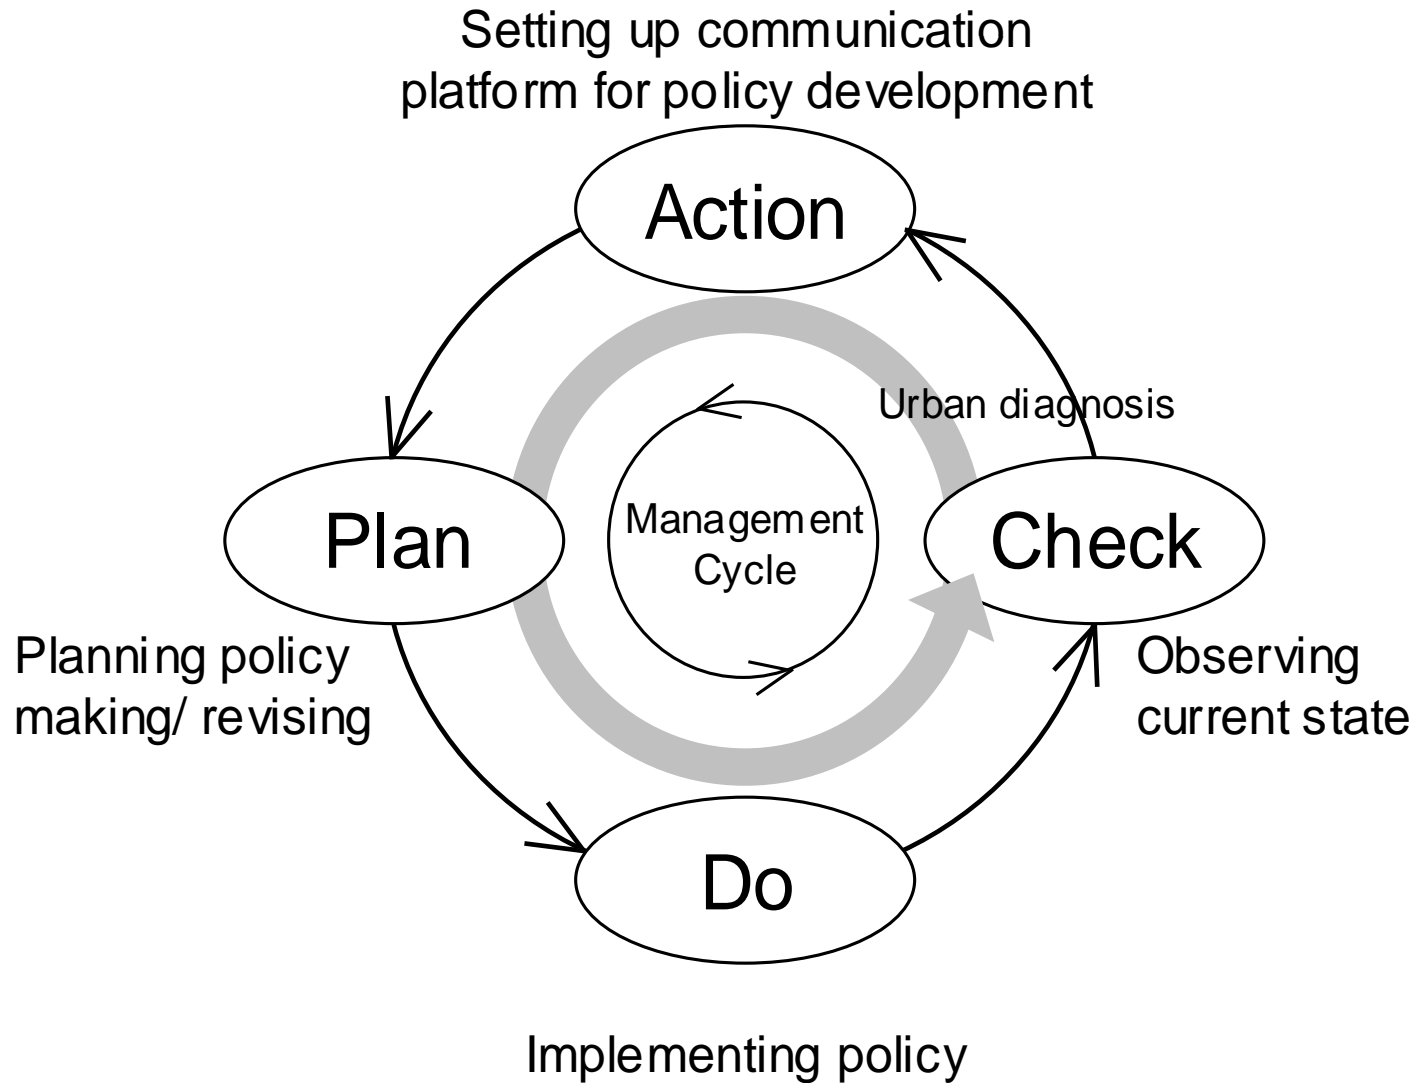 Setting up communication
platform for policy development
Action
Urban diagnosis
Management
Cycle
Plan
Check
Planning policy
making/ revising
Observing
current state
Do
Implementing policy